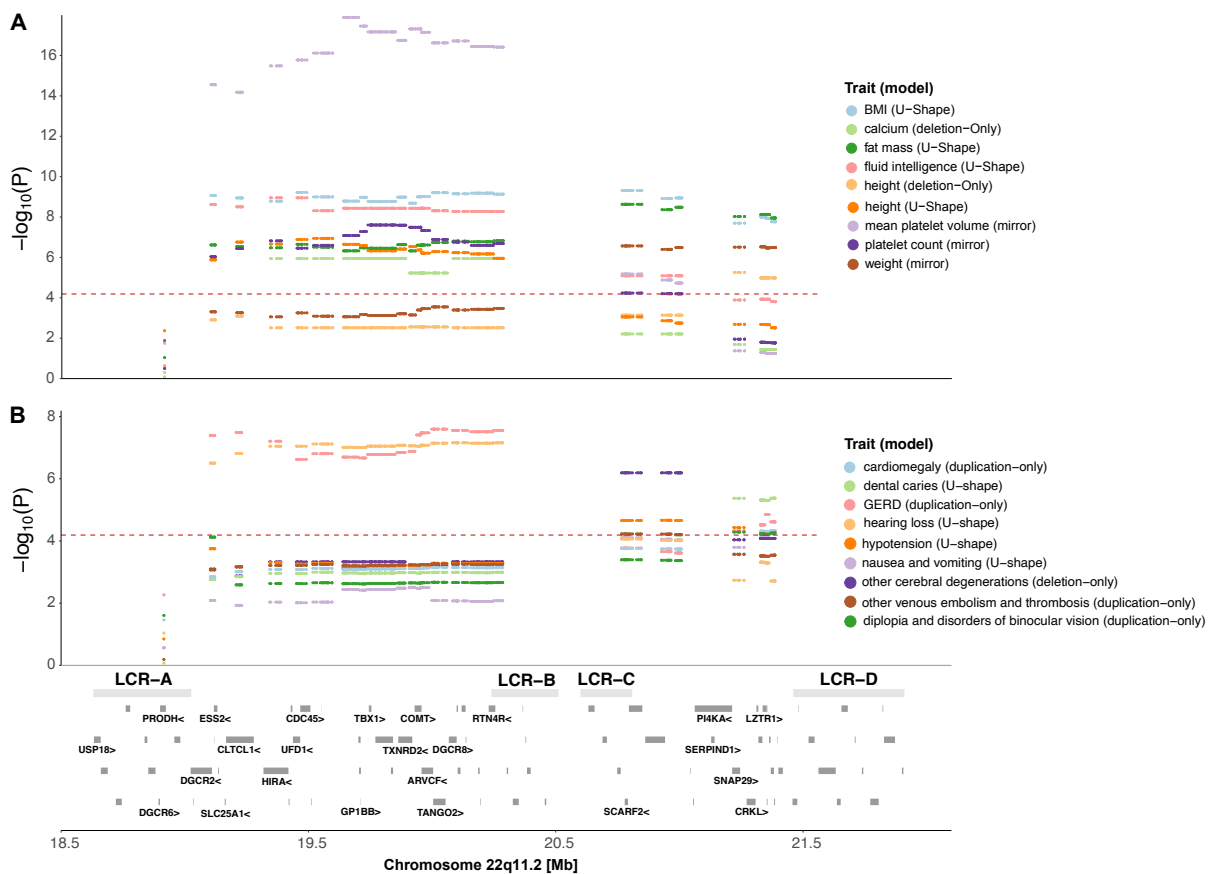 A
−log10(P)
16
14
12
10
8
6
4
2
0
Trait (model)
BMI (U−Shape)
calcium (deletion−Only)
fat mass (U−Shape)
fluid intelligence (U−Shape)
height (deletion−Only)
height (U−Shape)
mean platelet volume (mirror)
platelet count (mirror)
weight (mirror)
B
−log10(P)
8
6
4
2
0
Trait (model)
cardiomegaly (duplication−only)
dental caries (U−shape)
GERD (duplication−only)
hearing loss (U−shape)
hypotension (U−shape)
nausea and vomiting (U−shape)
other cerebral degenerations (deletion−only)
other venous embolism and thrombosis (duplication−only)
diplopia and disorders of binocular vision (duplication−only)
LCR−A LCR−B LCR−C LCR−D
PRODH< ESS2< CDC45> TBX1> COMT> RTN4R< PI4KA< LZTR1>
USP18> CLTCL1< UFD1< TXNRD2< DGCR8> SERPIND1>
DGCR2< HIRA< ARVCF< SNAP29>
DGCR6> SLC25A1< GP1BB> TANGO2> SCARF2< CRKL>
18.5 19.5 20.5 21.5
Chromosome 22q11.2 [Mb]